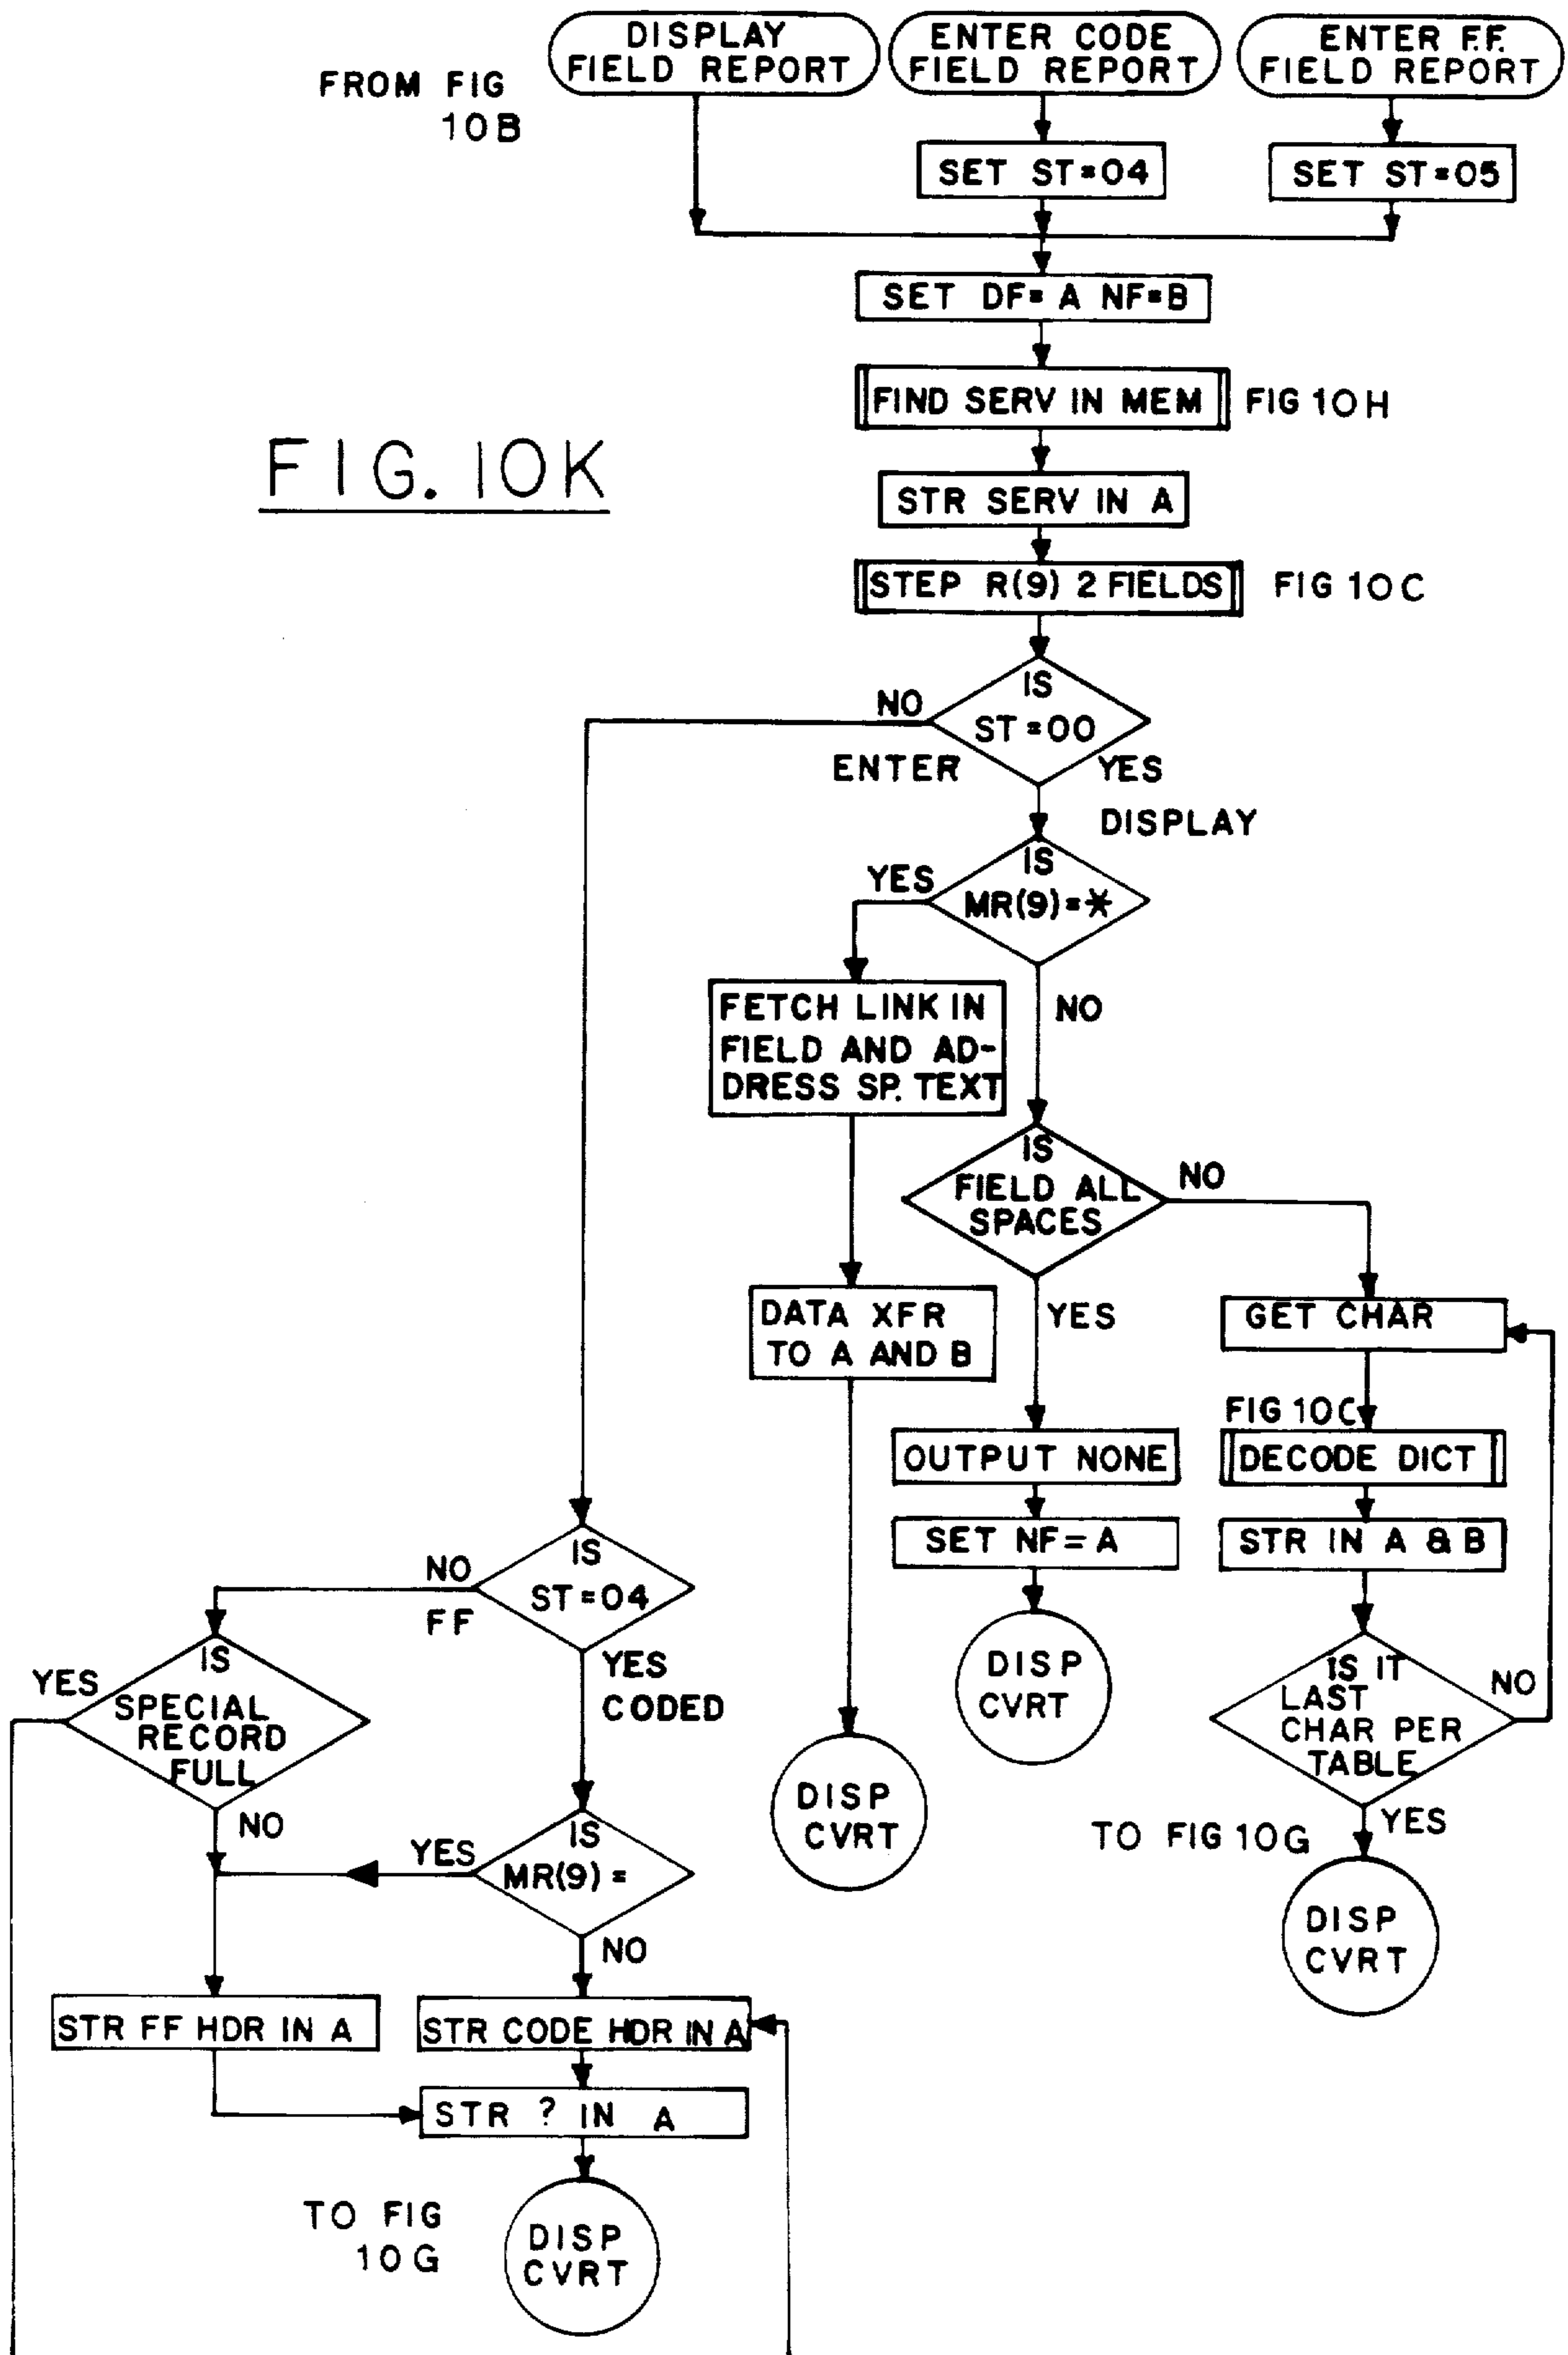 DISPLAY
FIELD REPORT
ENTER CODE
FIELD REPORT
ENTER F.F.
FIELD REPORT
FROM FIG
10B
SET ST=04
SET ST=05
SET DF= A NF=B
FIND SERV IN MEM
FIG 10H
FIG. 10K
STR SERV IN A
STEP R(9) 2 FIELDS
FIG 10C
IS
ST=00
NO
ENTER
YES
DISPLAY
IS
MR(9)=*
YES
NO
FETCH LINK IN
FIELD AND AD-
DRESS SP. TEXT
IS
FIELD ALL
SPACES
NO
YES
DATA XFR
TO A AND B
GET CHAR
FIG 10C
DECODE DICT
OUTPUT NONE
SET NF=A
STR IN A & B
DISP
CVRT
IS IT
LAST
CHAR PER
TABLE
NO
YES
TO FIG 10G
DISP
CVRT
DISP
CVRT
IS
ST=04
NO
FF
YES
CODED
IS
SPECIAL
RECORD
FULL
YES
NO
IS
MR(9)=
YES
NO
STR FF HDR IN A
STR CODE HDR IN A
STR ? IN A
TO FIG
10G
DISP
CVRT